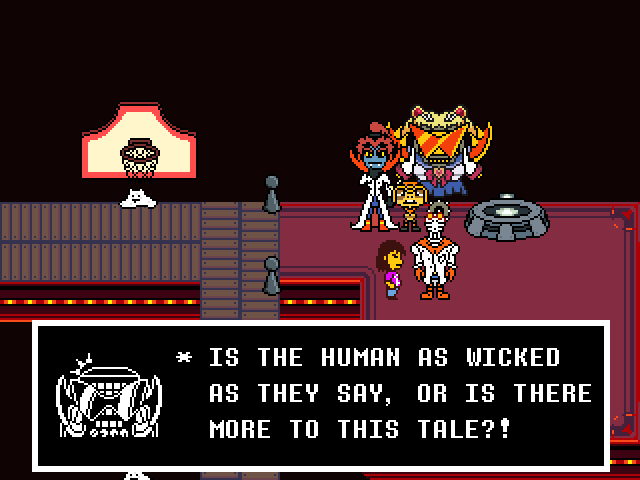 * IS THE HUMAN AS WICKED
AS THEY SAY, OR IS THERE
MORE TO THIS TALE?!